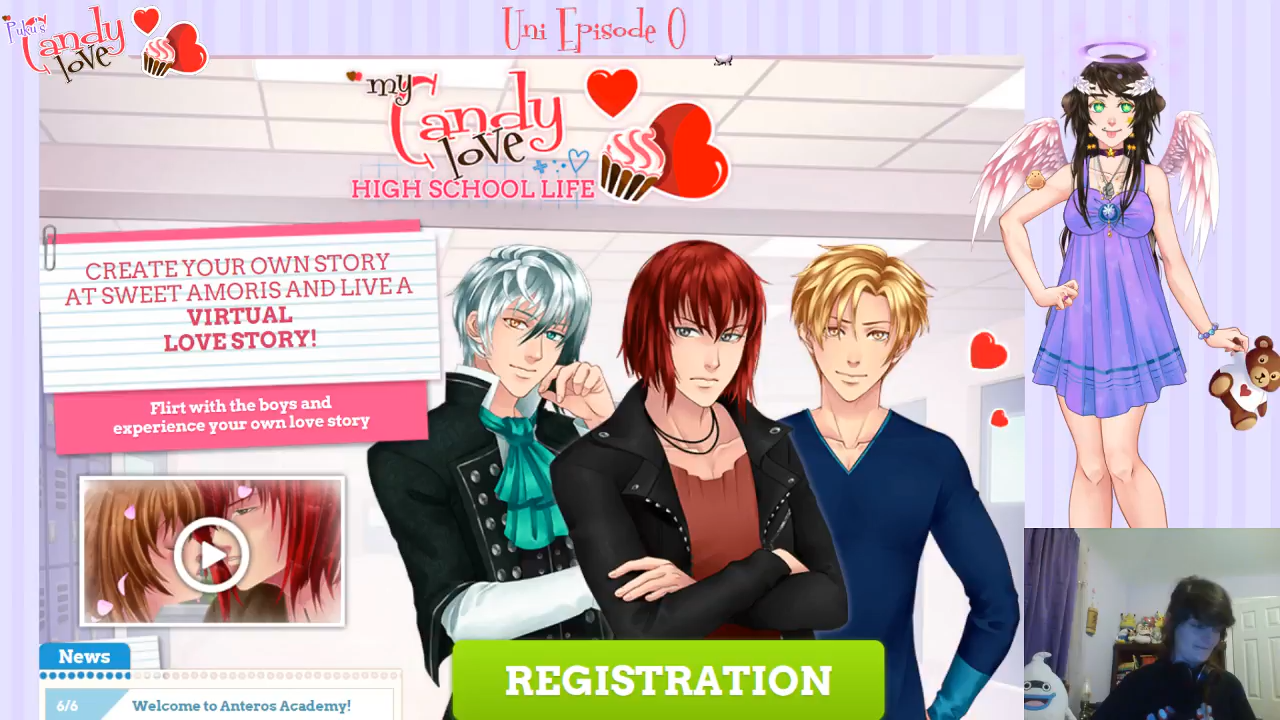 Puku's
Candy
love
Uni Episode 0
my
Candy
love
HIGH SCHOOL LIFE
CREATE YOUR OWN STORY
AT SWEET AMORIS AND LIVE A
VIRTUAL
LOVE STORY!
Flirt with the boys and
experience your own love story
News
6/6
Welcome to Anteros Academy!
REGISTRATION